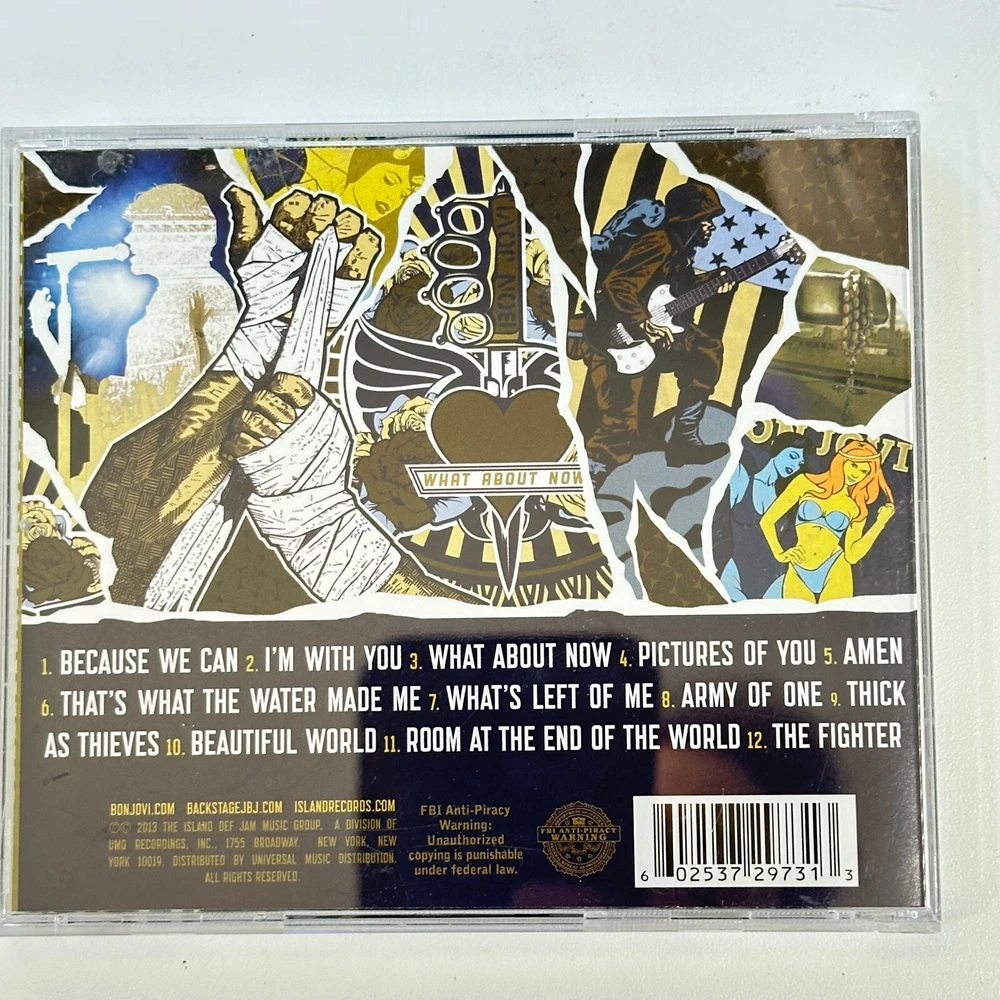 BON JOVI
WHAT ABOUT NOW
BON JOVI
1. BECAUSE WE CAN 2. I'M WITH YOU 3. WHAT ABOUT NOW 4. PICTURES OF YOU 5. AMEN
6. THAT'S WHAT THE WATER MADE ME 7. WHAT'S LEFT OF ME 8. ARMY OF ONE 9. THICK
AS THIEVES 10. BEAUTIFUL WORLD 11. ROOM AT THE END OF THE WORLD 12. THE FIGHTER
BONJOVI.COM BACKSTAGEJBJ.COM ISLANDRECORDS.COM
℗© 2013 THE ISLAND DEF JAM MUSIC GROUP, A DIVISION OF
UMG RECORDINGS, INC., 1755 BROADWAY, NEW YORK, NEW
YORK 10019. DISTRIBUTED BY UNIVERSAL MUSIC DISTRIBUTION.
ALL RIGHTS RESERVED.
FBI Anti-Piracy
Warning:
Unauthorized
copying is punishable
under federal law.
FBI ANTI-PIRACY
WARNING
6 02537 29731 3